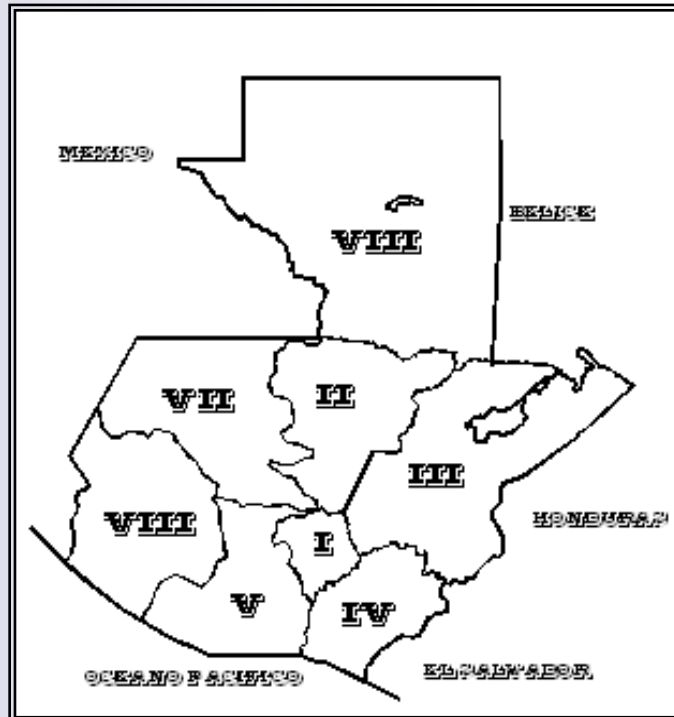 MEXICO
BELICE
VIII
VII
II
III
VIII
I
HONDURAS
V
IV
OCEANO PACIFICO
EL SALVADOR